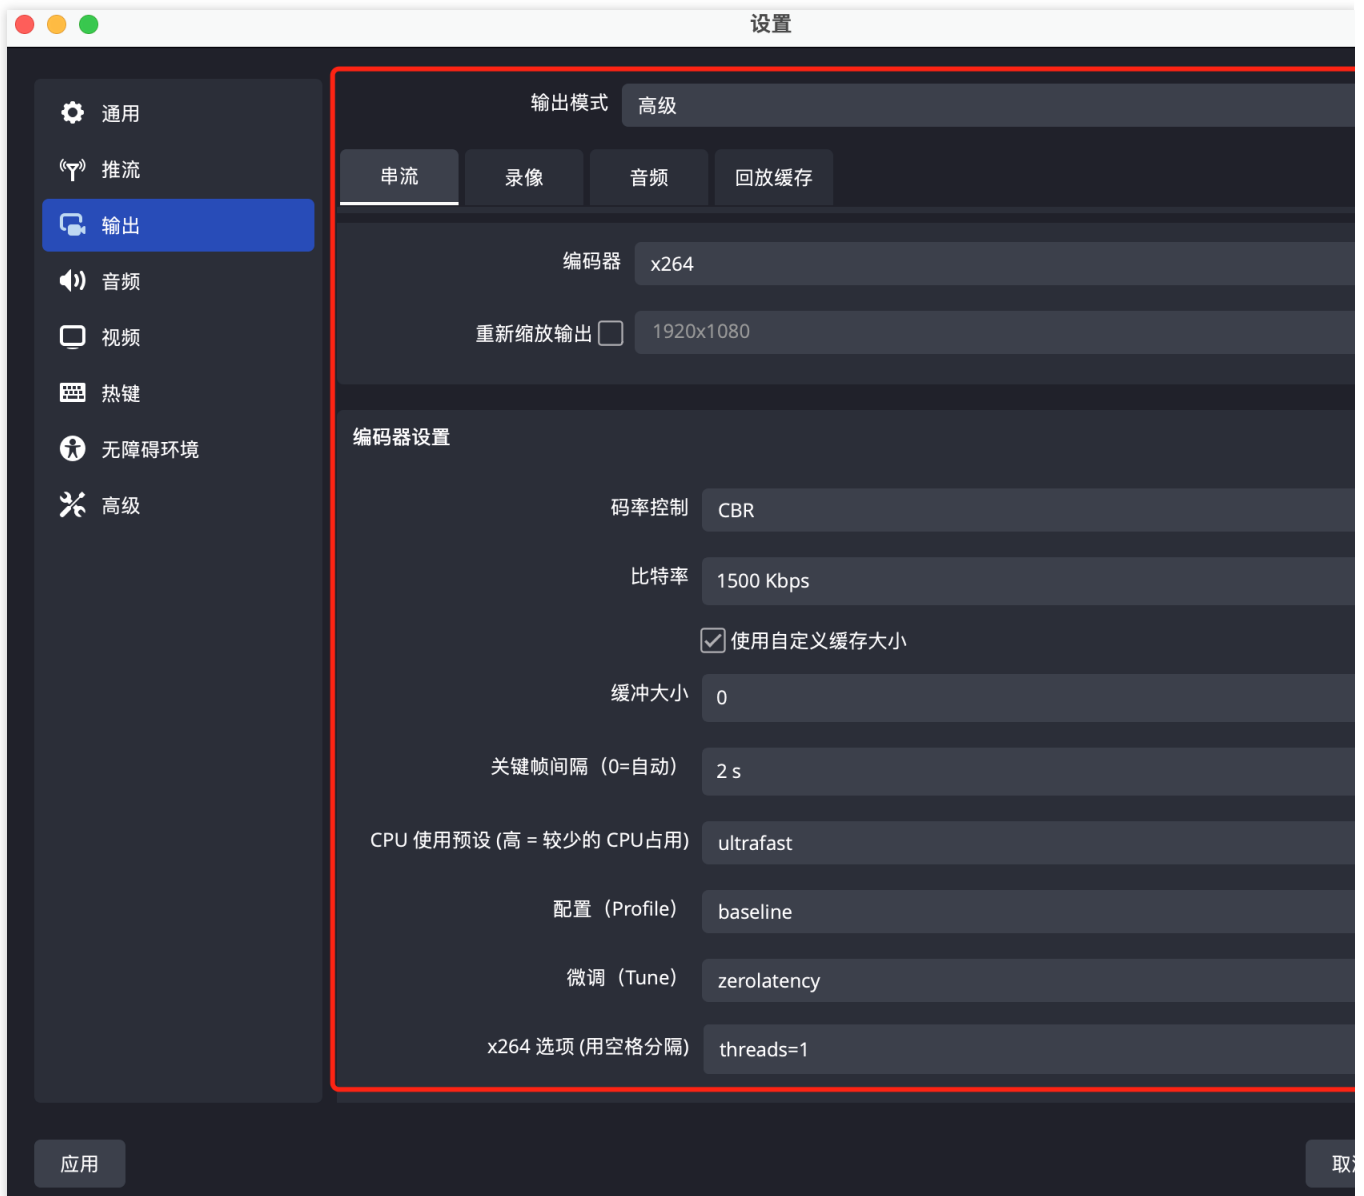 设置
通用
推流
输出
音频
视频
热键
无障碍环境
高级
输出模式 高级
串流 录像 音频 回放缓存
编码器 x264
重新缩放输出 1920x1080
编码器设置
码率控制 CBR
比特率 1500 Kbps
使用自定义缓存大小
缓冲大小 0
关键帧间隔（0=自动） 2 s
CPU 使用预设 (高 = 较少的 CPU占用) ultrafast
配置（Profile） baseline
微调（Tune） zerolatency
x264 选项 (用空格分隔) threads=1
应用 取